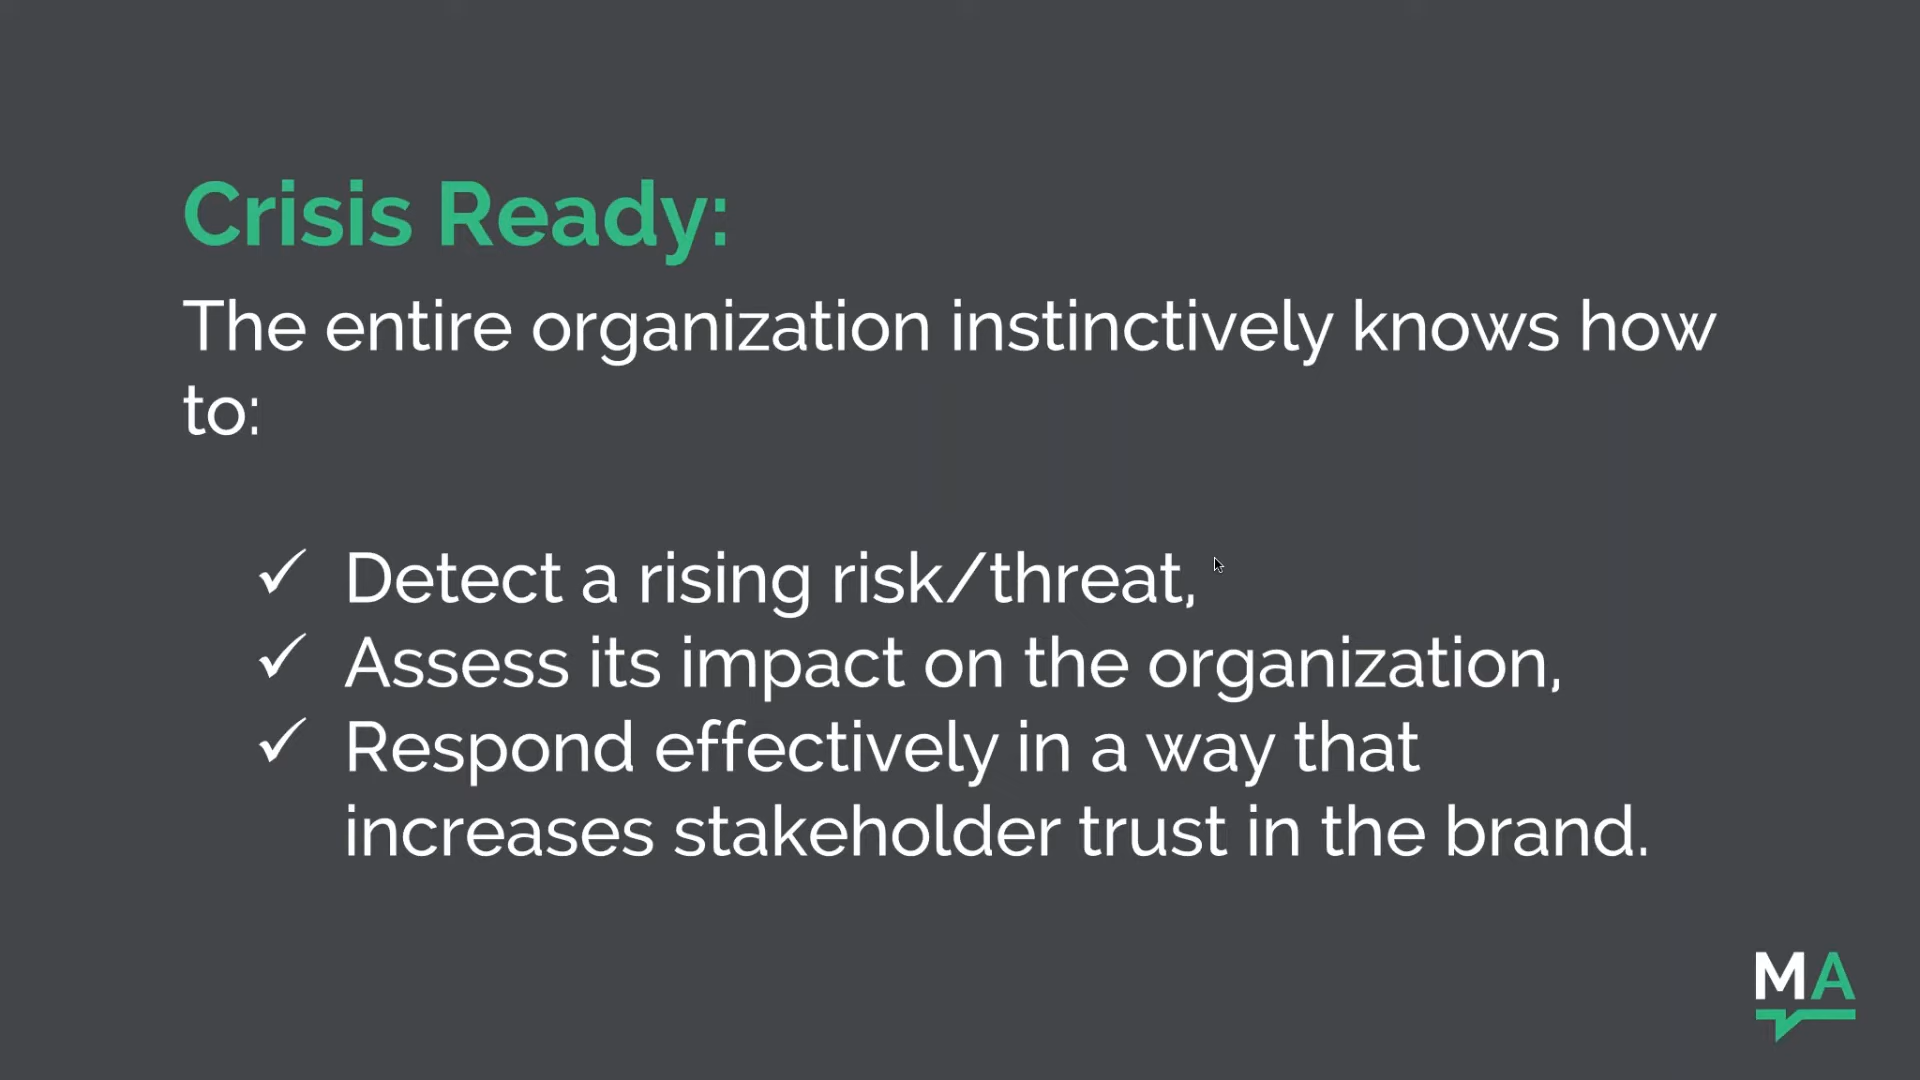 Crisis Ready:
The entire organization instinctively knows how
to:
✓ Detect a rising risk/threat,
✓ Assess its impact on the organization,
✓ Respond effectively in a way that
increases stakeholder trust in the brand.
MA